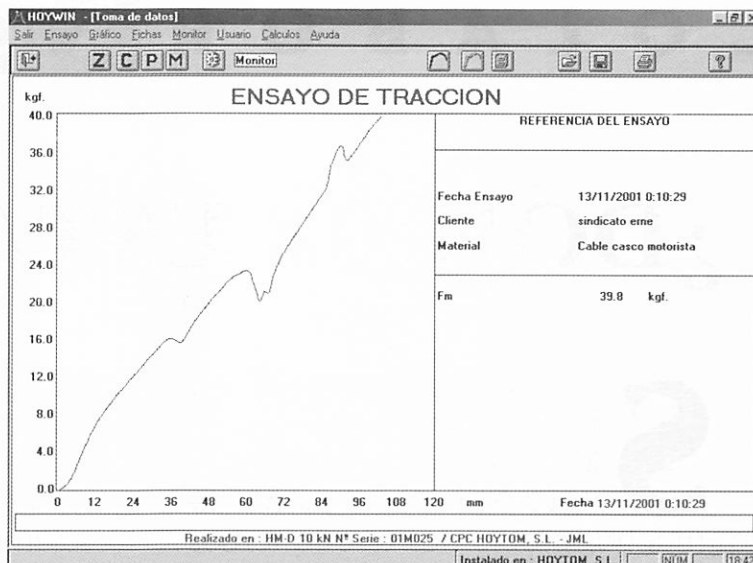 HOYWIN - [Toma de datos]
Salir Ensayo Gráfico Fichas Monitor Usuario Calculos Ayuda
Z C P M Monitor ?
kgf. ENSAYO DE TRACCION
40.0
36.0
32.0
28.0
24.0
20.0
16.0
12.0
8.0
4.0
0.0
0 12 24 36 48 60 72 84 96 108 120 mm
REFERENCIA DEL ENSAYO
Fecha Ensayo 13/11/2001 0:10:29
Cliente sindicato erne
Material Cable casco motorista
Fm 39.8 kgf.
Fecha 13/11/2001 0:10:29
Realizado en : HM-D 10 kN Nº Serie : 01M025 / CPC HOYTOM, S.L. - JML
Instalado en : HOYTOM, S.L. NUM